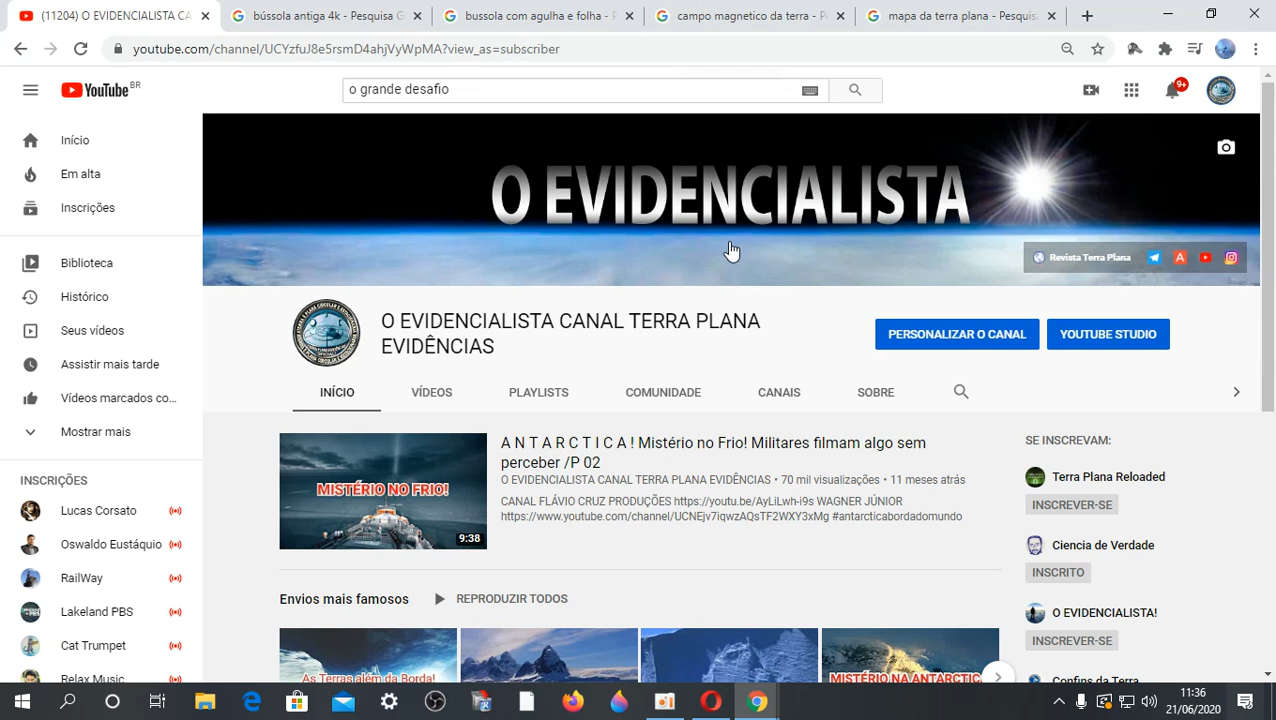 (11204) O EVIDENCIALISTA CA
bússola antiga 4k - Pesquisa G
bussola com agulha e folha - P
campo magnetico da terra - Pe
mapa da terra plana - Pesquisa
youtube.com/channel/UCYzfuJ8e5rsmD4ahjVyWpMA?view_as=subscriber
YouTube BR
o grande desafio
9+
Início
Em alta
Inscrições
Biblioteca
Histórico
Seus vídeos
Assistir mais tarde
Vídeos marcados co...
Mostrar mais
INSCRIÇÕES
Lucas Corsato
Oswaldo Eustáquio
RailWay
Lakeland PBS
Cat Trumpet
Relax Music
O EVIDENCIALISTA
Revista Terra Plana
O EVIDENCIALISTA CANAL TERRA PLANA
EVIDÊNCIAS
PERSONALIZAR O CANAL
YOUTUBE STUDIO
INÍCIO
VÍDEOS
PLAYLISTS
COMUNIDADE
CANAIS
SOBRE
MISTÉRIO NO FRIO!
9:38
A N T A R C T I C A ! Mistério no Frio! Militares filmam algo sem
perceber /P 02
O EVIDENCIALISTA CANAL TERRA PLANA EVIDÊNCIAS • 70 mil visualizações • 11 meses atrás
CANAL FLÁVIO CRUZ PRODUÇÕES https://youtu.be/AyLiLwh-i9s WAGNER JÚNIOR
https://www.youtube.com/channel/UCNEjv7iqwzAQsTF2WXY3xMg #antarcticabordadomundo
Envios mais famosos
REPRODUZIR TODOS
As Terras além da Borda!
MISTÉRIO NA ANTARCTIC
SE INSCREVAM:
Terra Plana Reloaded
INSCREVER-SE
Ciencia de Verdade
INSCRITO
O EVIDENCIALISTA!
INSCREVER-SE
Confins da Terra
11:36
21/06/2020